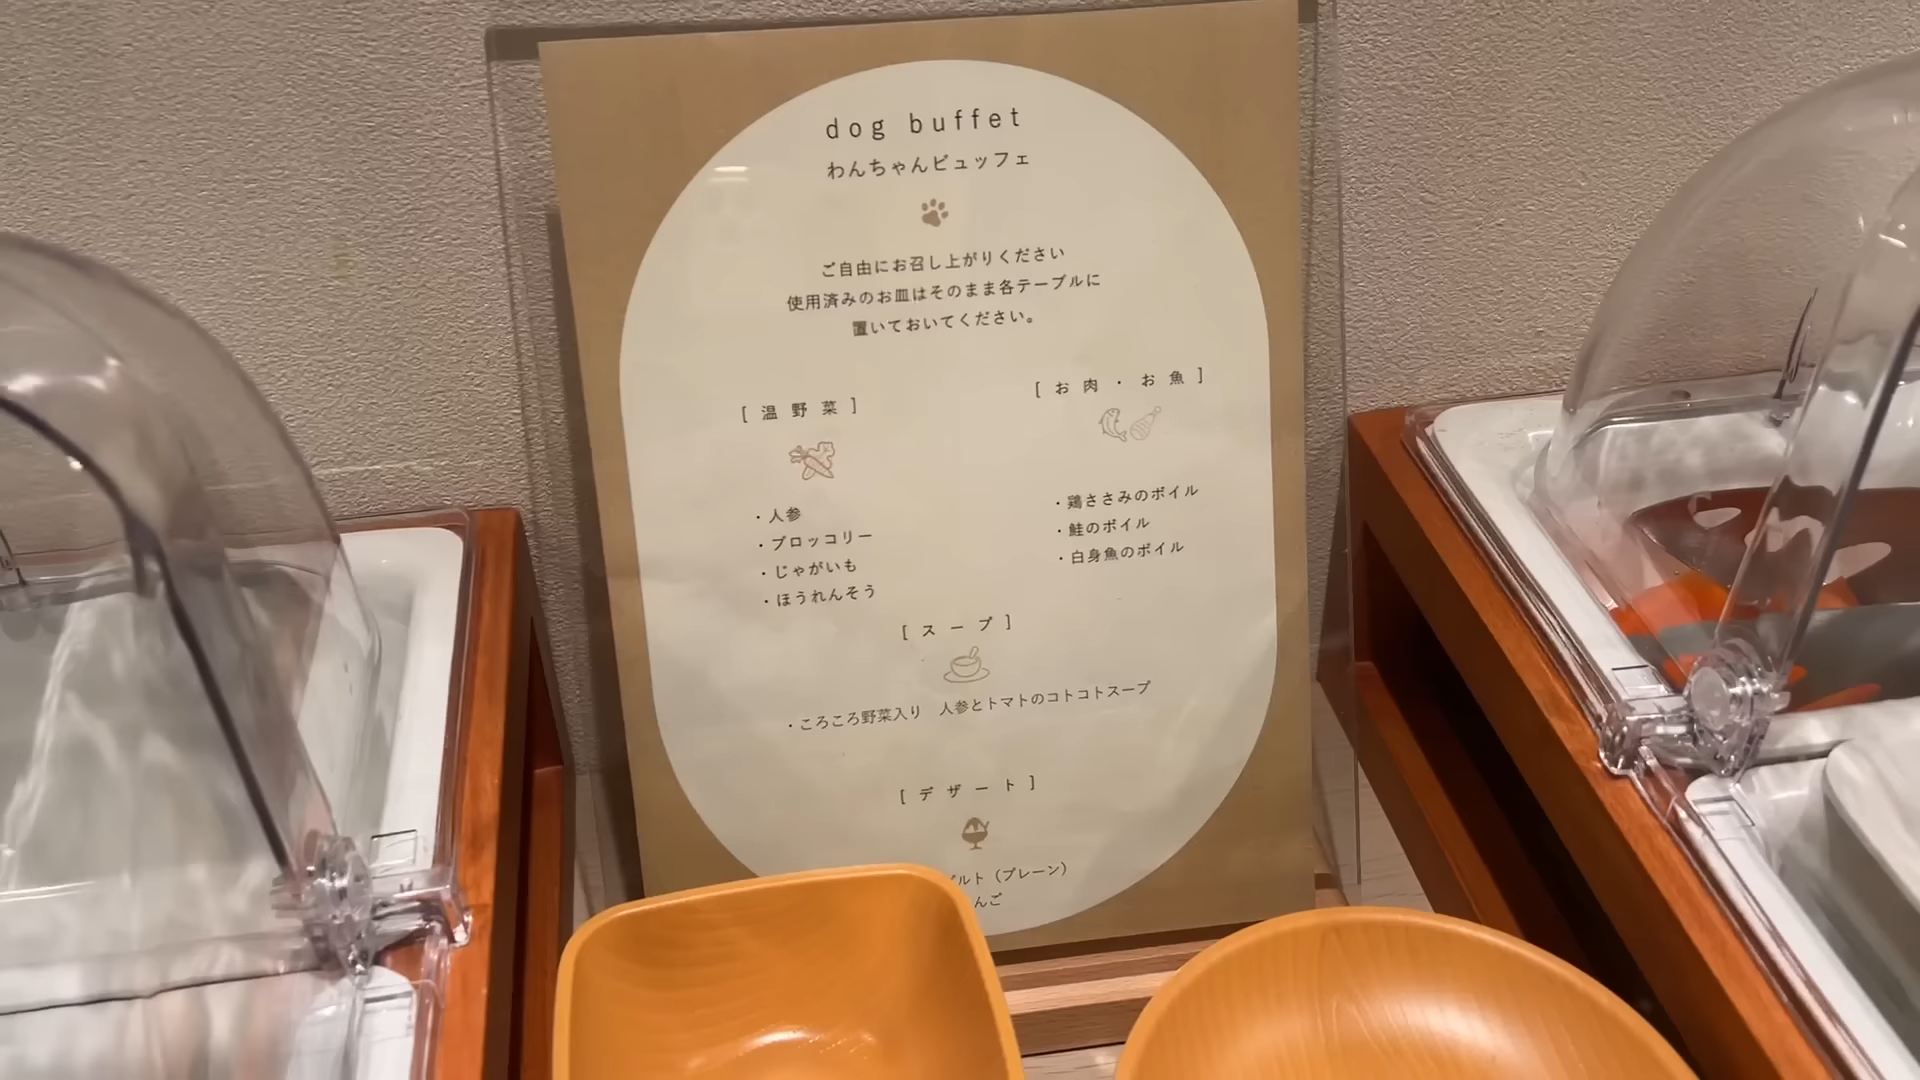 dog buffet
わんちゃんビュッフェ
ご自由にお召し上がりください
使用済みのお皿はそのまま各テーブルに
置いておいてください。
[温野菜]
・人参
・ブロッコリー
・じゃがいも
・ほうれんそう
[お肉・お魚]
・鶏ささみのボイル
・鮭のボイル
・白身魚のボイル
[スープ]
・ころころ野菜入り 人参とトマトのコトコトスープ
[デザート]
グルト（プレーン）
んご